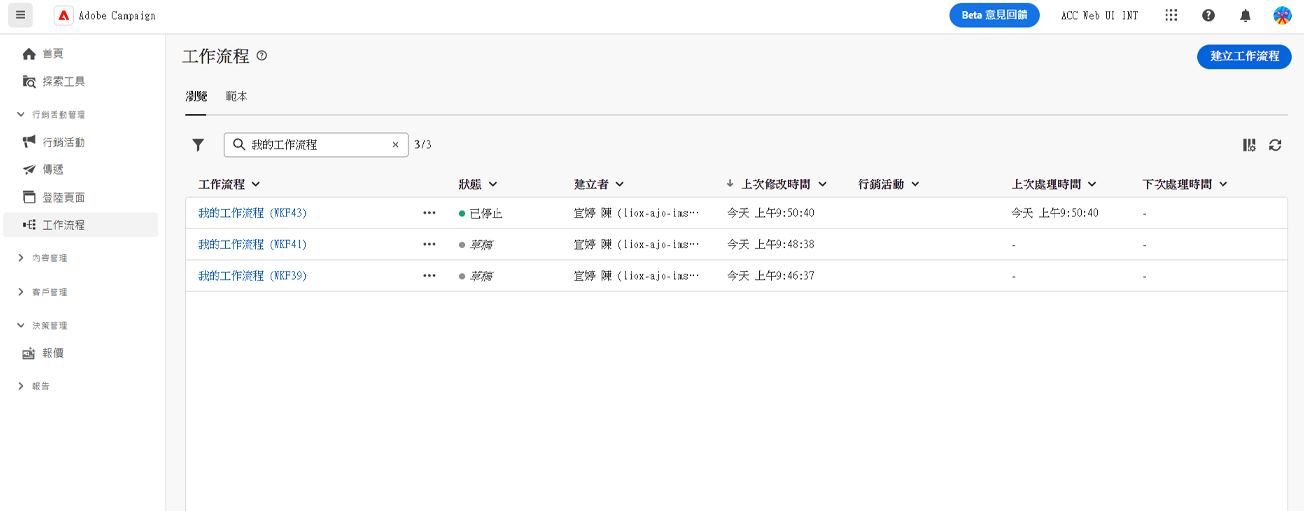 Adobe Campaign
Beta 意見回饋
ACC Web UI INT
首頁
探索工具
行銷活動管理
行銷活動
傳遞
登陸頁面
工作流程
內容管理
客戶管理
決策管理
報價
報告
工作流程
建立工作流程
瀏覽 範本
我的工作流程 3/3
工作流程 狀態 建立者 上次修改時間 行銷活動 上次處理時間 下次處理時間
我的工作流程 (WKF43) ••• 已停止 宜婷 陳 (liox-ajo-ims… 今天 上午9:50:40 今天 上午9:50:40 -
我的工作流程 (WKF41) ••• 草稿 宜婷 陳 (liox-ajo-ims… 今天 上午9:48:38 - -
我的工作流程 (WKF39) ••• 草稿 宜婷 陳 (liox-ajo-ims… 今天 上午9:46:37 - -